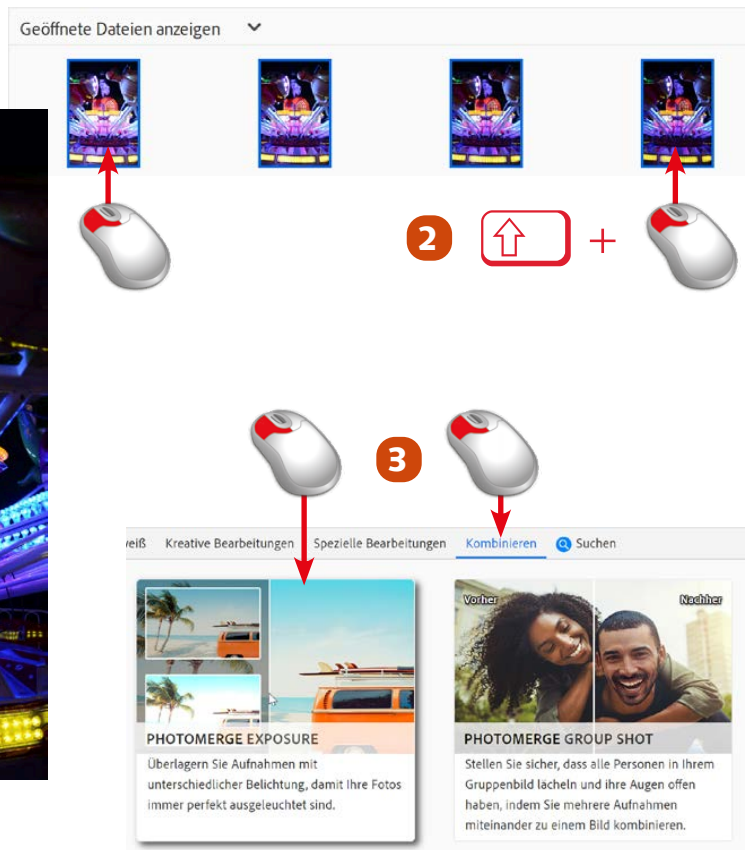 Geöffnete Dateien anzeigen
2
+
3
Kreative Bearbeitungen Spezielle Bearbeitungen Kombinieren Suchen
PHOTOMERGE EXPOSURE
Überlagern Sie Aufnahmen mit
unterschiedlicher Belichtung, damit Ihre Fotos
immer perfekt ausgeleuchtet sind.
Vorher Nachher
PHOTOMERGE GROUP SHOT
Stellen Sie sicher, dass alle Personen in Ihrem
Gruppenbild lächeln und ihre Augen offen
haben, indem Sie mehrere Aufnahmen
miteinander zu einem Bild kombinieren.